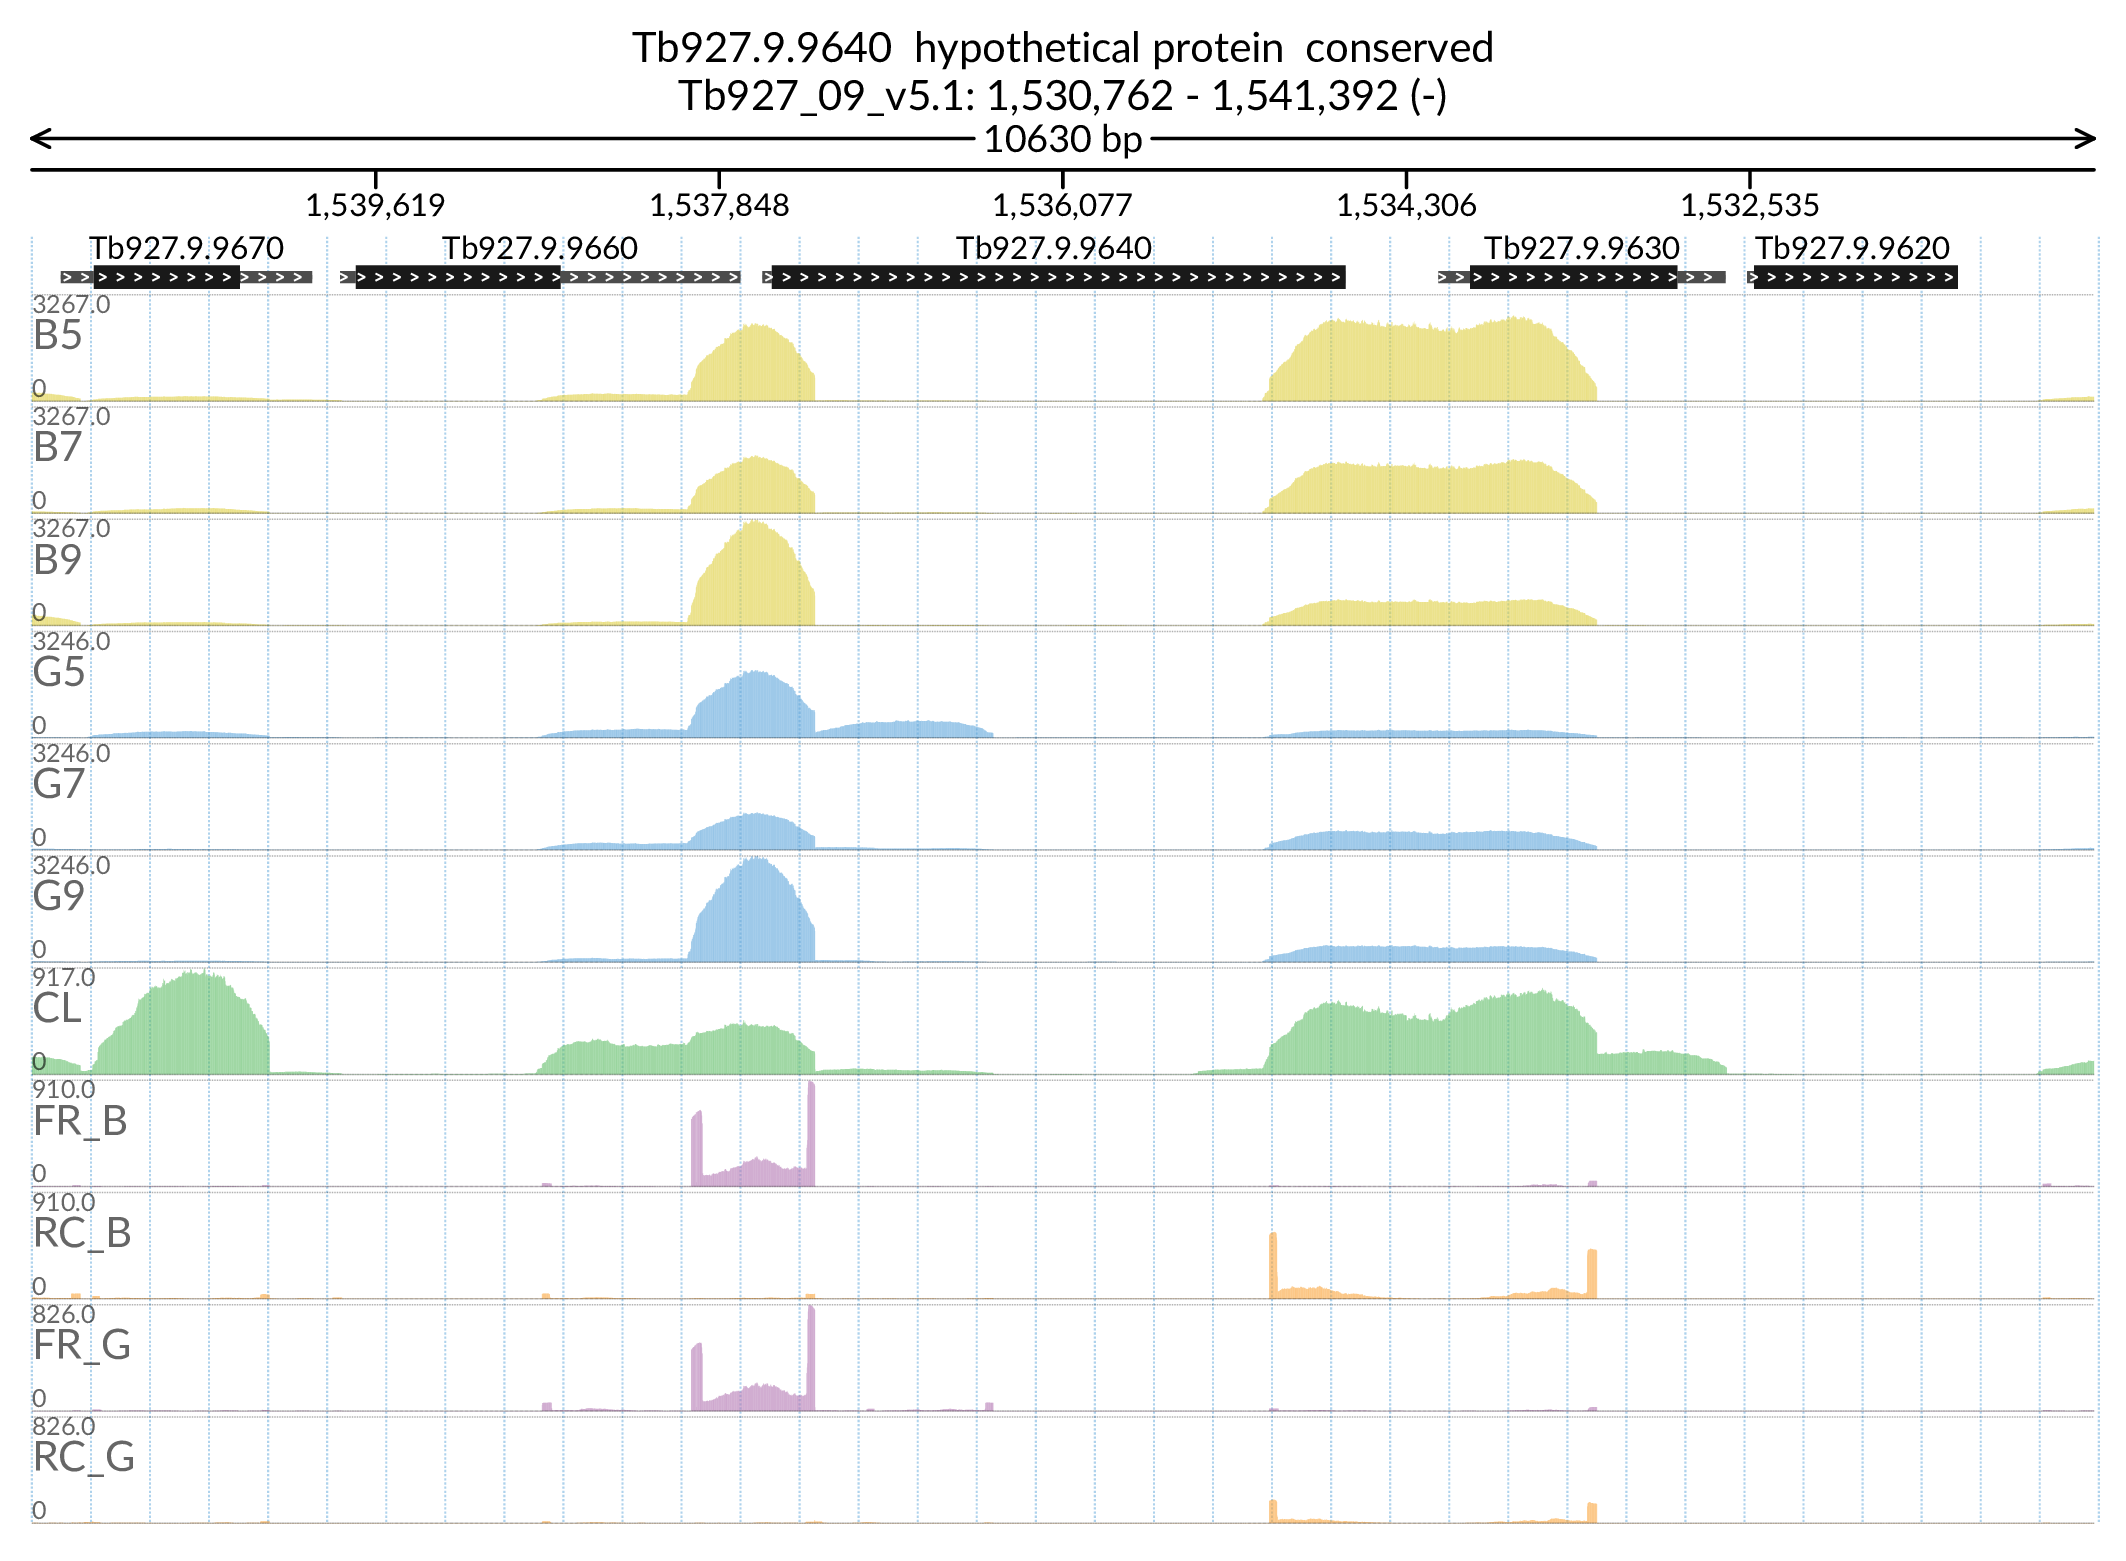 Tb927.9.9640 hypothetical protein conserved
Tb927_09_v5.1: 1,530,762 - 1,541,392 (-)
10630 bp
1,539,619 1,537,848 1,536,077 1,534,306 1,532,535
Tb927.9.9670 Tb927.9.9660 Tb927.9.9640 Tb927.9.9630 Tb927.9.9620
3267.0
B5
0
3267.0
B7
0
3267.0
B9
0
3246.0
G5
0
3246.0
G7
0
3246.0
G9
0
917.0
CL
0
910.0
FR_B
0
910.0
RC_B
0
826.0
FR_G
0
826.0
RC_G
0